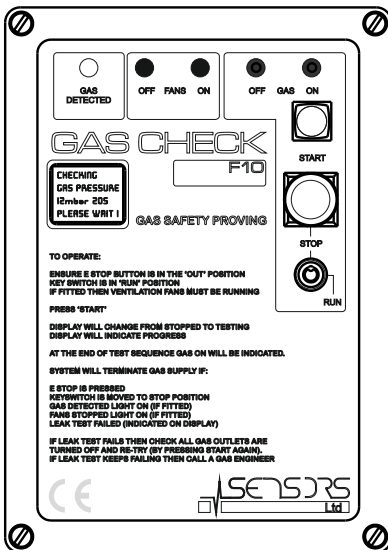 GAS
DETECTED
OFF FANS ON
OFF GAS ON
START
GAS CHECK
F10
CHECKING
GAS PRESSURE
12mbar 20S
PLEASE WAIT !
GAS SAFETY PROVING
STOP
RUN
TO OPERATE:
ENSURE E STOP BUTTON IS IN THE 'OUT' POSITION
KEY SWITCH IS IN 'RUN' POSITION
IF FITTED THEN VENTILATION FANS MUST BE RUNNING
PRESS 'START'
DISPLAY WILL CHANGE FROM STOPPED TO TESTING
DISPLAY WILL INDICATE PROGRESS
AT THE END OF TEST SEQUENCE GAS ON WILL BE INDICATED.
SYSTEM WILL TERMINATE GAS SUPPLY IF:
E STOP IS PRESSED
KEYSWITCH IS MOVED TO STOP POSITION
GAS DETECTED LIGHT ON (IF FITTED)
FANS STOPPED LIGHT ON (IF FITTED)
LEAK TEST FAILED (INDICATED ON DISPLAY)
IF LEAK TEST FAILS THEN CHECK ALL GAS OUTLETS ARE
TURNED OFF AND RE-TRY (BY PRESSING START AGAIN).
IF LEAK TEST KEEPS FAILING THEN CALL A GAS ENGINEER
CE
SENSORS
Ltd